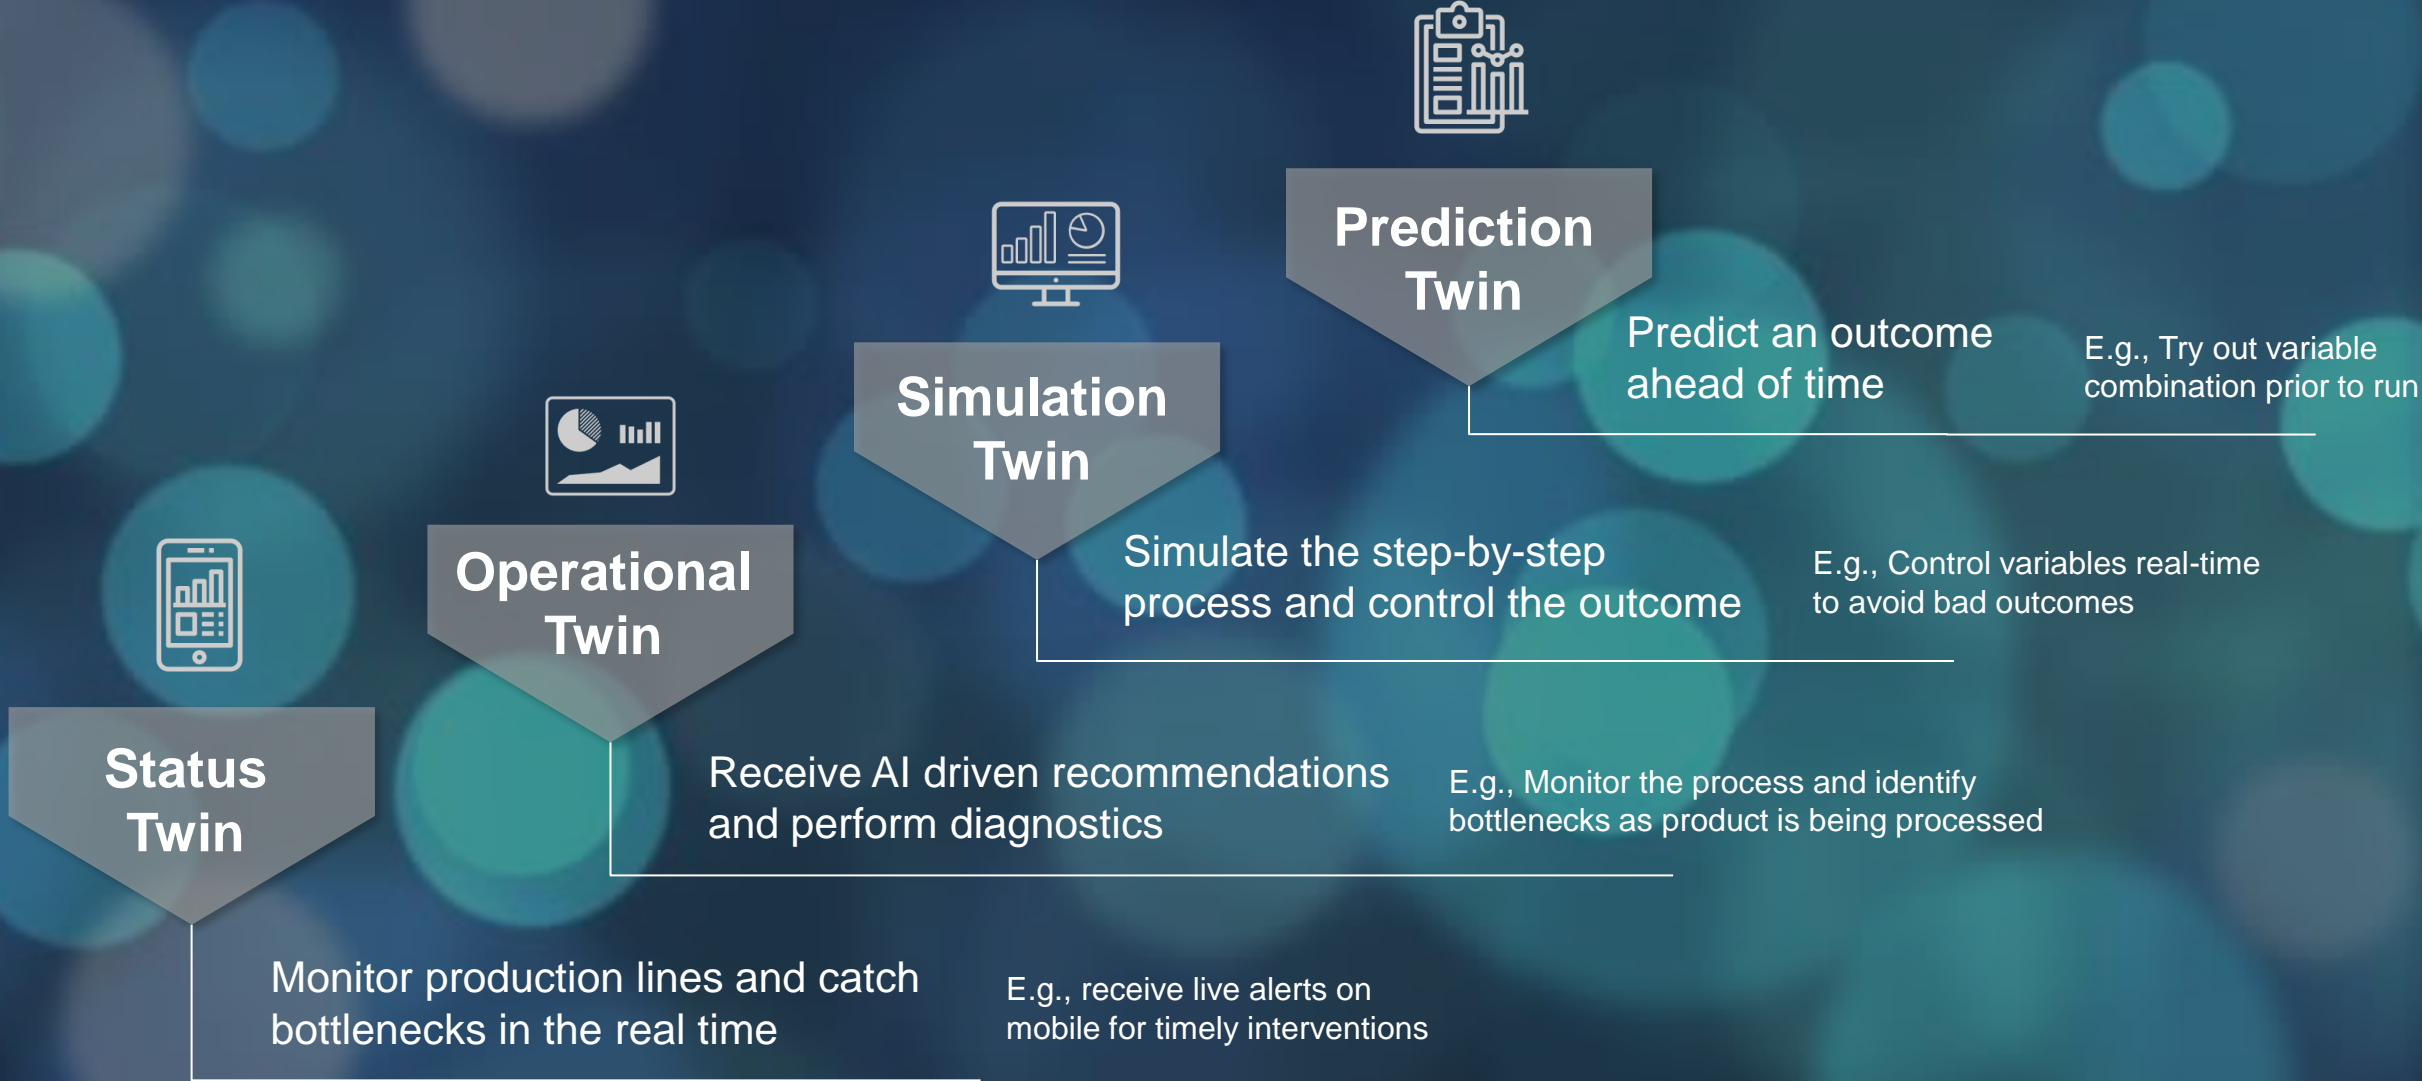 Prediction
Twin
Predict an outcome
ahead of time
E.g., Try out variable
combination prior to run
Simulation
Twin
Simulate the step-by-step
process and control the outcome
E.g., Control variables real-time
to avoid bad outcomes
Operational
Twin
Receive AI driven recommendations
and perform diagnostics
E.g., Monitor the process and identify
bottlenecks as product is being processed
Status
Twin
Monitor production lines and catch
bottlenecks in the real time
E.g., receive live alerts on
mobile for timely interventions